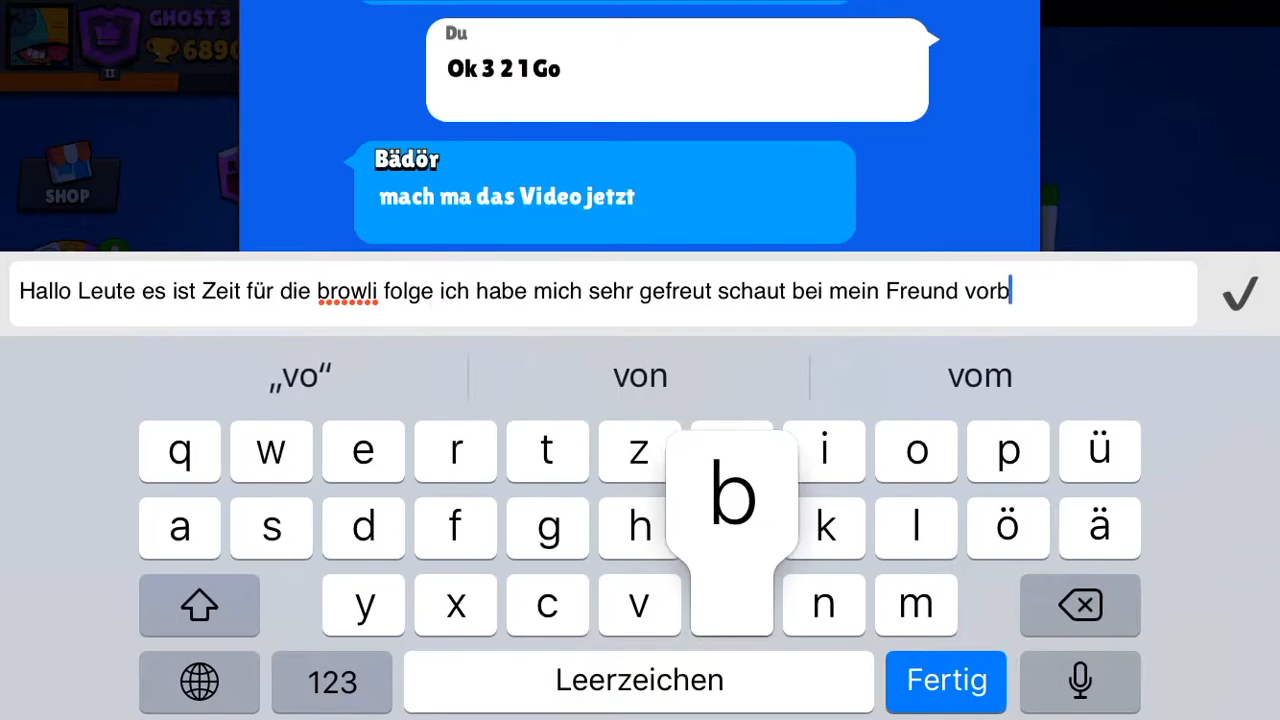 GHOST 3
6890
II
SHOP
Du
Ok 3 2 1 Go
Bädör
mach ma das Video jetzt
Hallo Leute es ist Zeit für die browli folge ich habe mich sehr gefreut schaut bei mein Freund vorb
„vo“ von vom
q w e r t z i o p ü
a s d f g h k l ö ä
b
y x c v n m
123 Leerzeichen Fertig